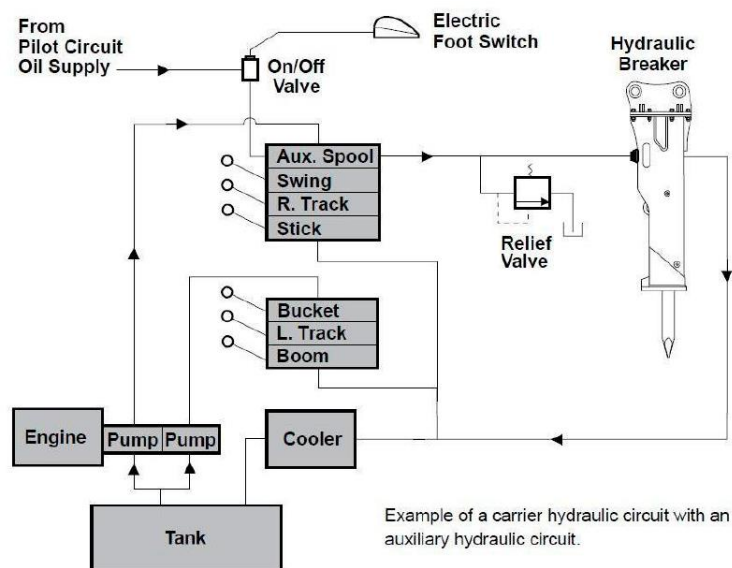 From
Pilot Circuit
Oil Supply
Electric
Foot Switch
On/Off
Valve
Hydraulic
Breaker
Aux. Spool
Swing
R. Track
Stick
Relief
Valve
Bucket
L. Track
Boom
Engine
Pump
Pump
Cooler
Tank
Example of a carrier hydraulic circuit with an
auxiliary hydraulic circuit.